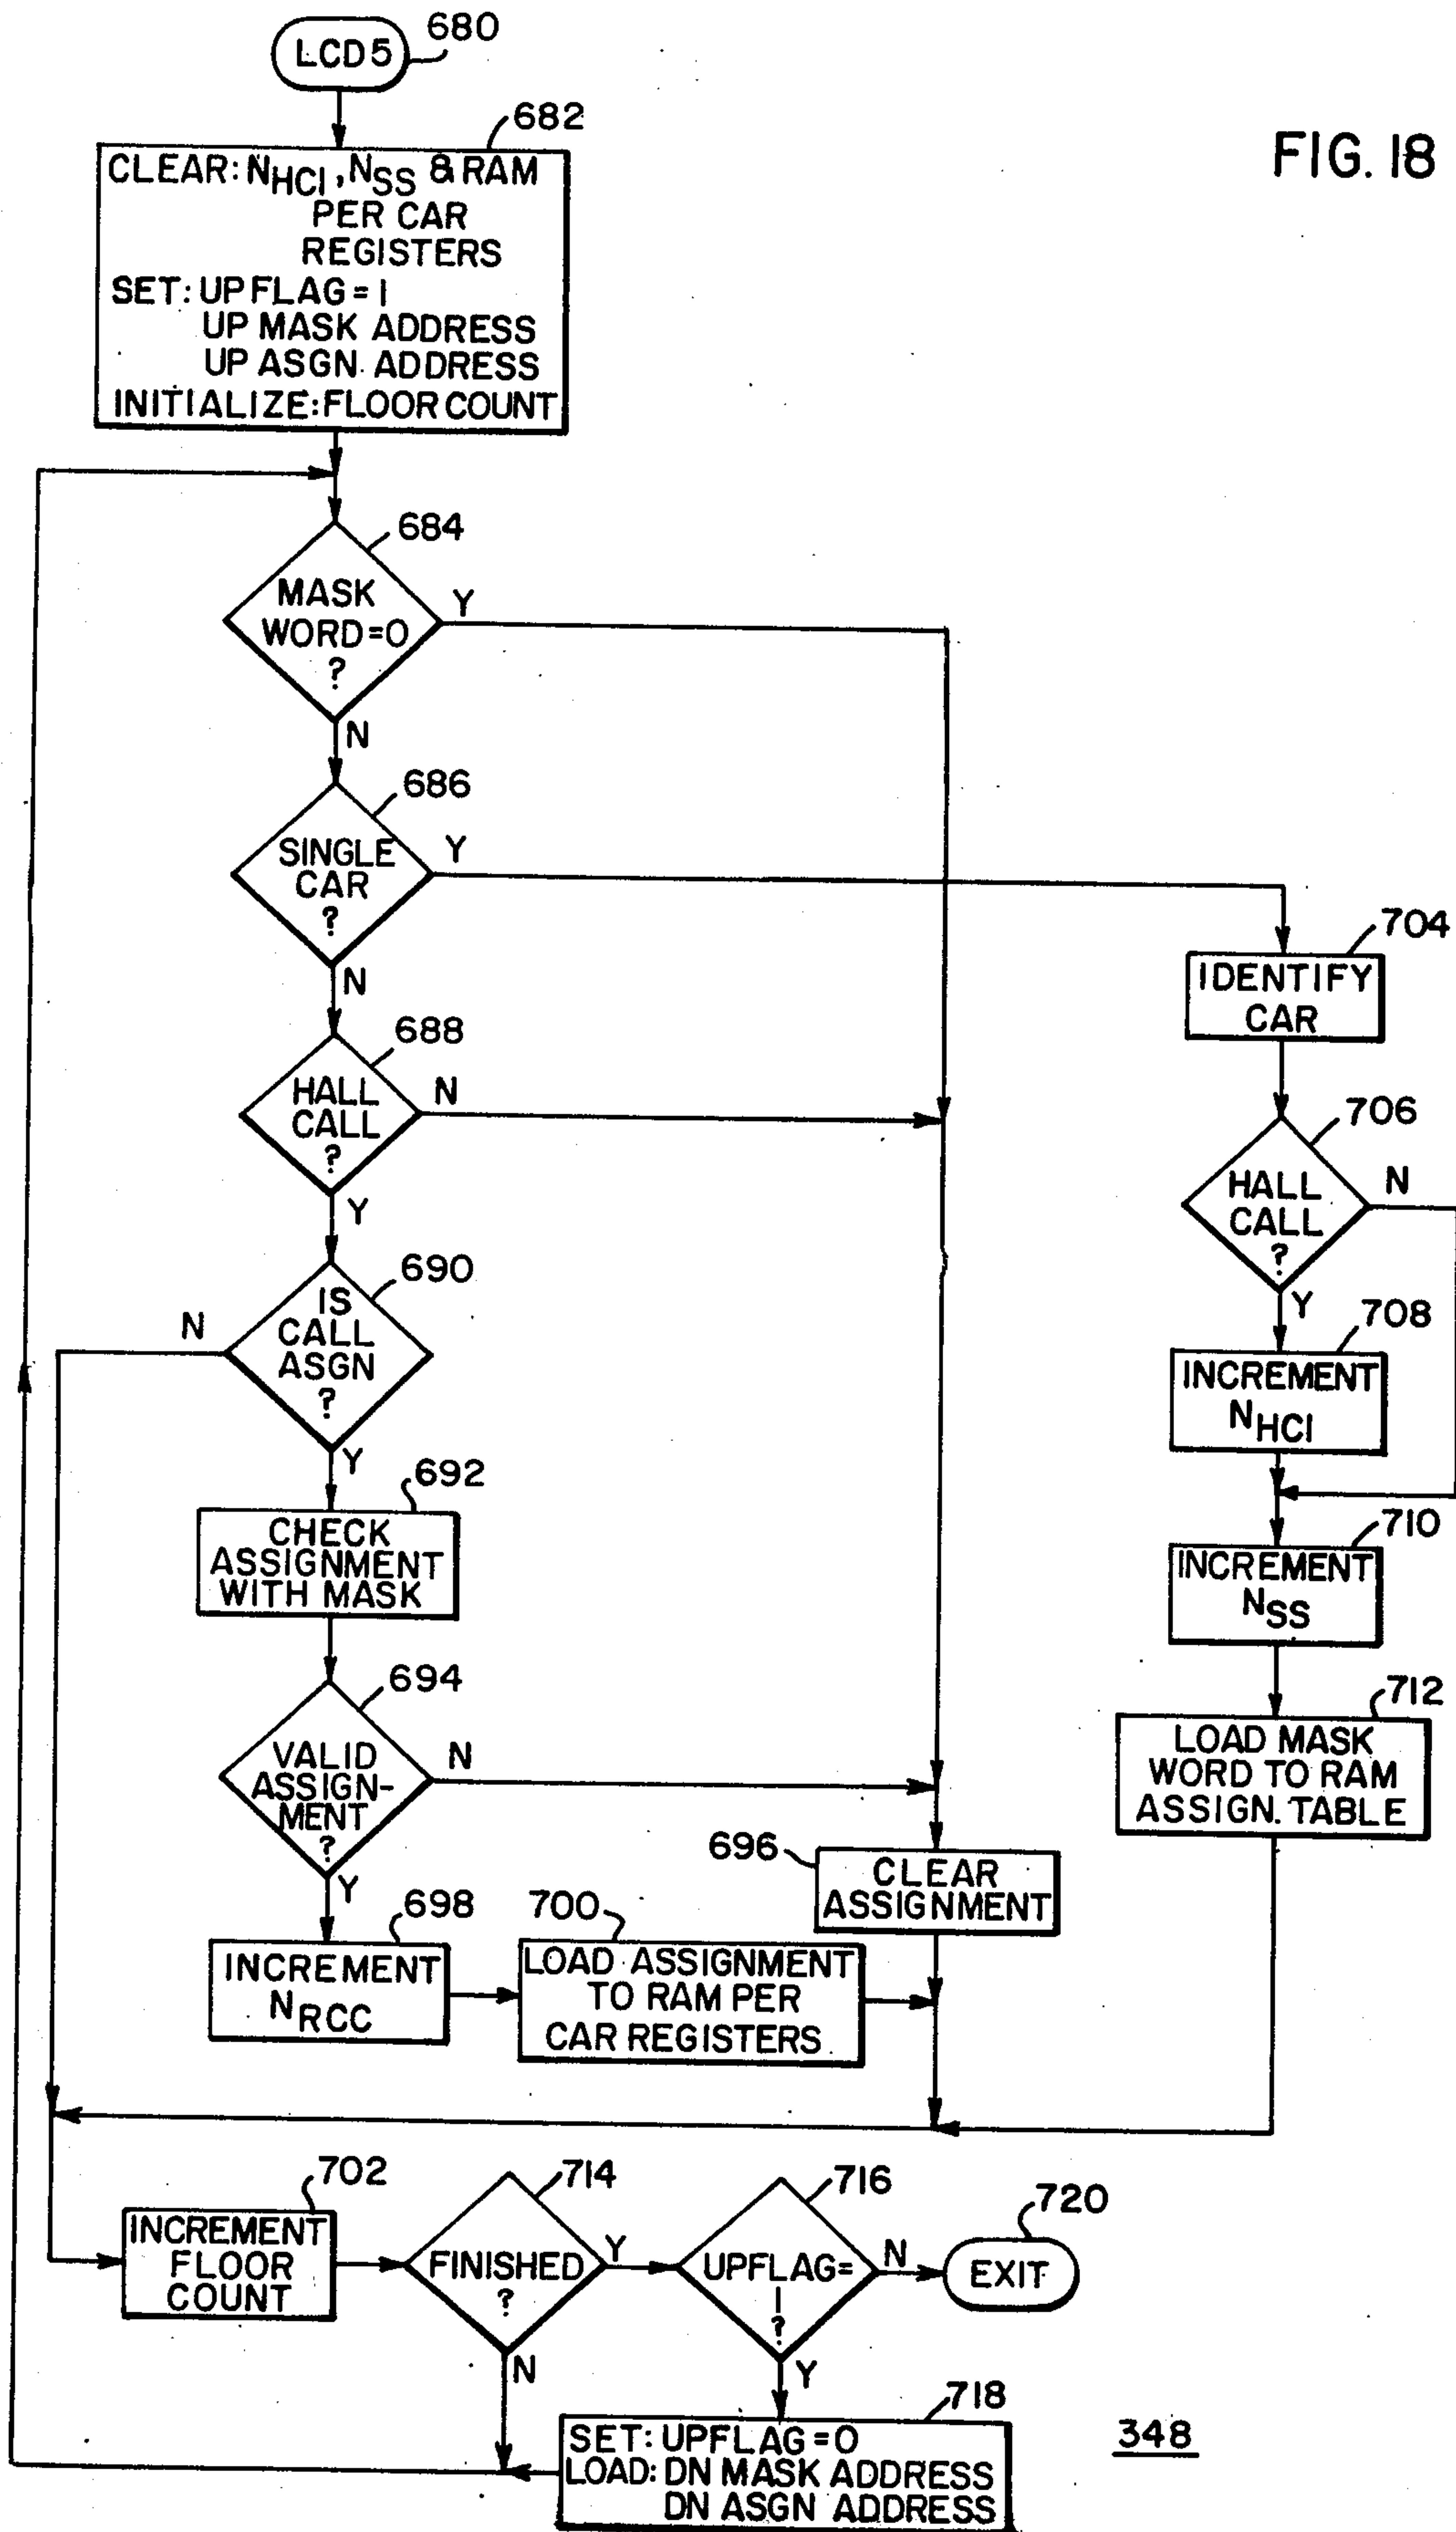 LCD5
680
FIG. 18
682
CLEAR: NHCI, NSS & RAM
PER CAR
REGISTERS
SET: UPFLAG=1
UP MASK ADDRESS
UP ASGN. ADDRESS
INITIALIZE: FLOOR COUNT
684
MASK
WORD=0
?
Y
N
686
SINGLE
CAR
?
Y
N
704
IDENTIFY
CAR
688
HALL
CALL
?
N
Y
706
HALL
CALL
?
N
Y
690
IS
CALL
ASGN
?
N
Y
708
INCREMENT
NHCI
692
CHECK
ASSIGNMENT
WITH MASK
710
INCREMENT
NSS
694
VALID
ASSIGN-
MENT
?
N
Y
712
LOAD MASK
WORD TO RAM
ASSIGN. TABLE
696
CLEAR
ASSIGNMENT
698
INCREMENT
NRCC
700
LOAD ASSIGNMENT
TO RAM PER
CAR REGISTERS
702
INCREMENT
FLOOR
COUNT
714
FINISHED
?
Y
N
716
UPFLAG=
1
?
N
Y
720
EXIT
718
SET: UPFLAG=0
LOAD: DN MASK ADDRESS
DN ASGN ADDRESS
348